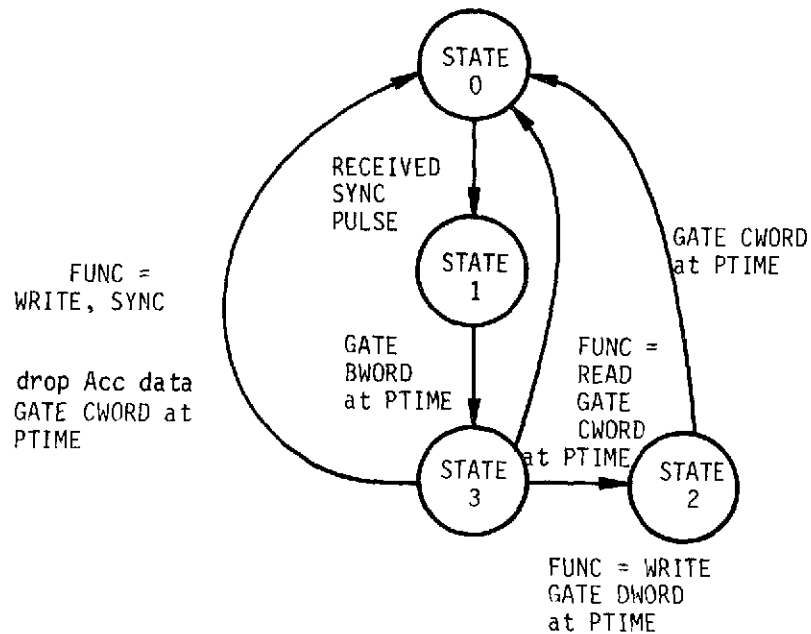 STATE
0
RECEIVED
SYNC
PULSE
STATE
1
GATE CWORD
at PTIME
FUNC =
WRITE, SYNC
drop Acc data
GATE CWORD at
PTIME
GATE
BWORD
at PTIME
FUNC =
READ
GATE
CWORD
at PTIME
STATE
3
STATE
2
FUNC = WRITE
GATE DWORD
at PTIME